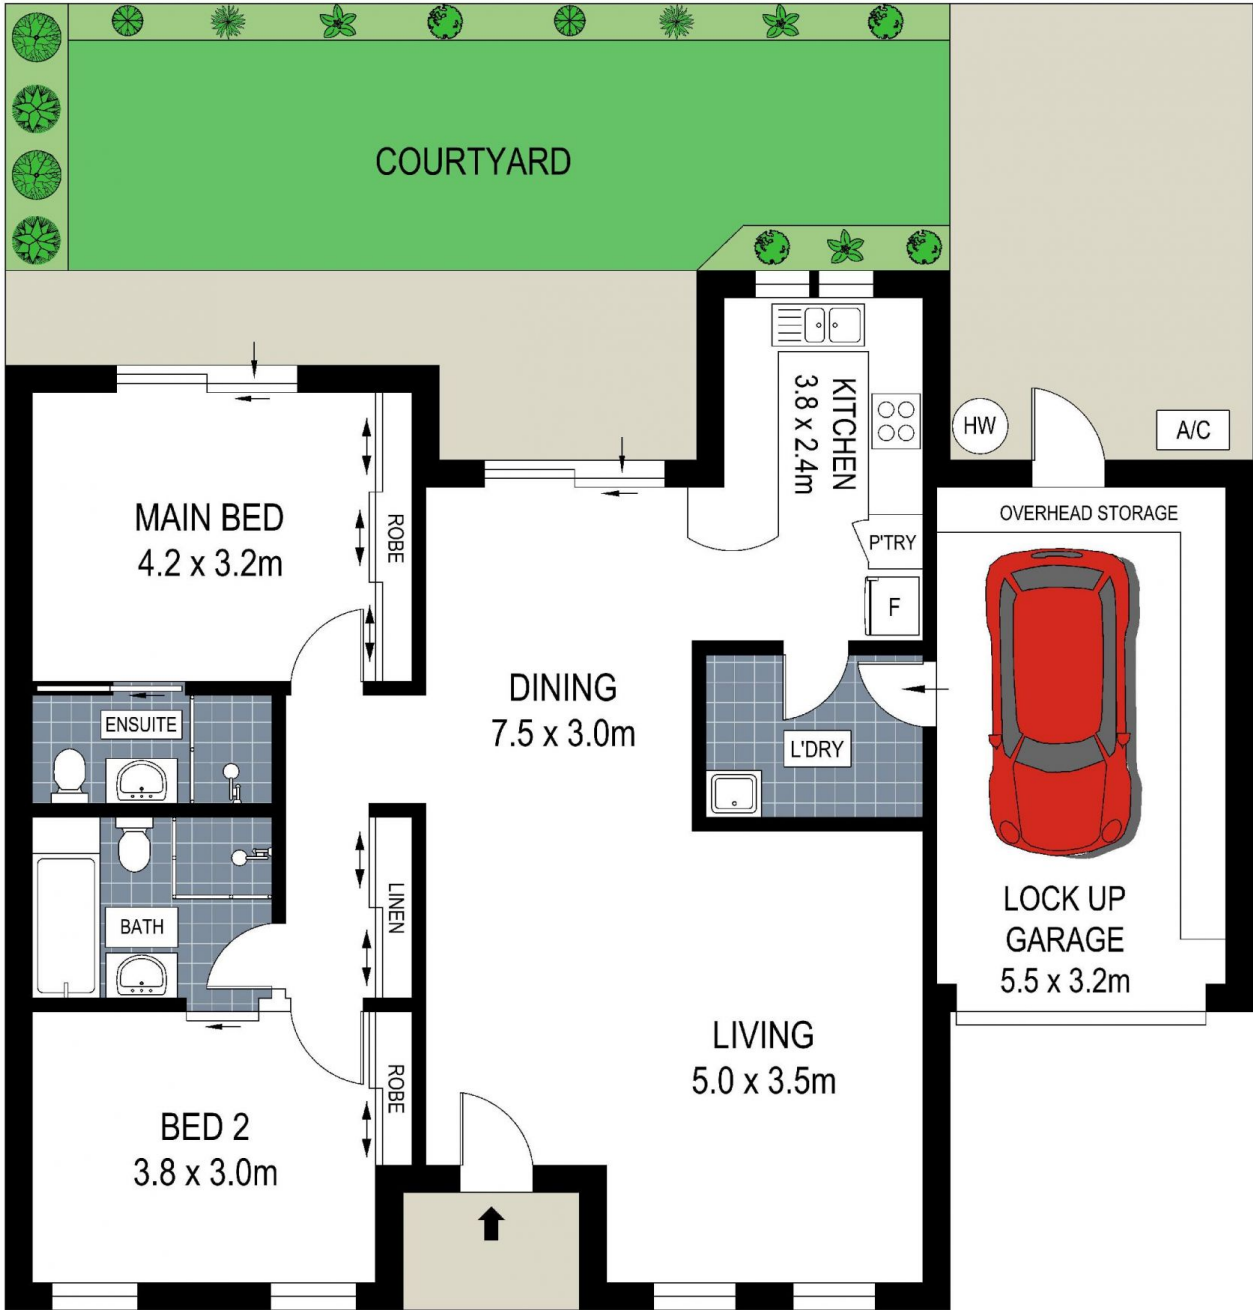 COURTYARD
KITCHEN
3.8 x 2.4m
HW
A/C
MAIN BED
4.2 x 3.2m
ROBE
P'TRY
F
OVERHEAD STORAGE
ENSUITE
DINING
7.5 x 3.0m
L'DRY
BATH
LINEN
LOCK UP
GARAGE
5.5 x 3.2m
LIVING
5.0 x 3.5m
BED 2
3.8 x 3.0m
ROBE